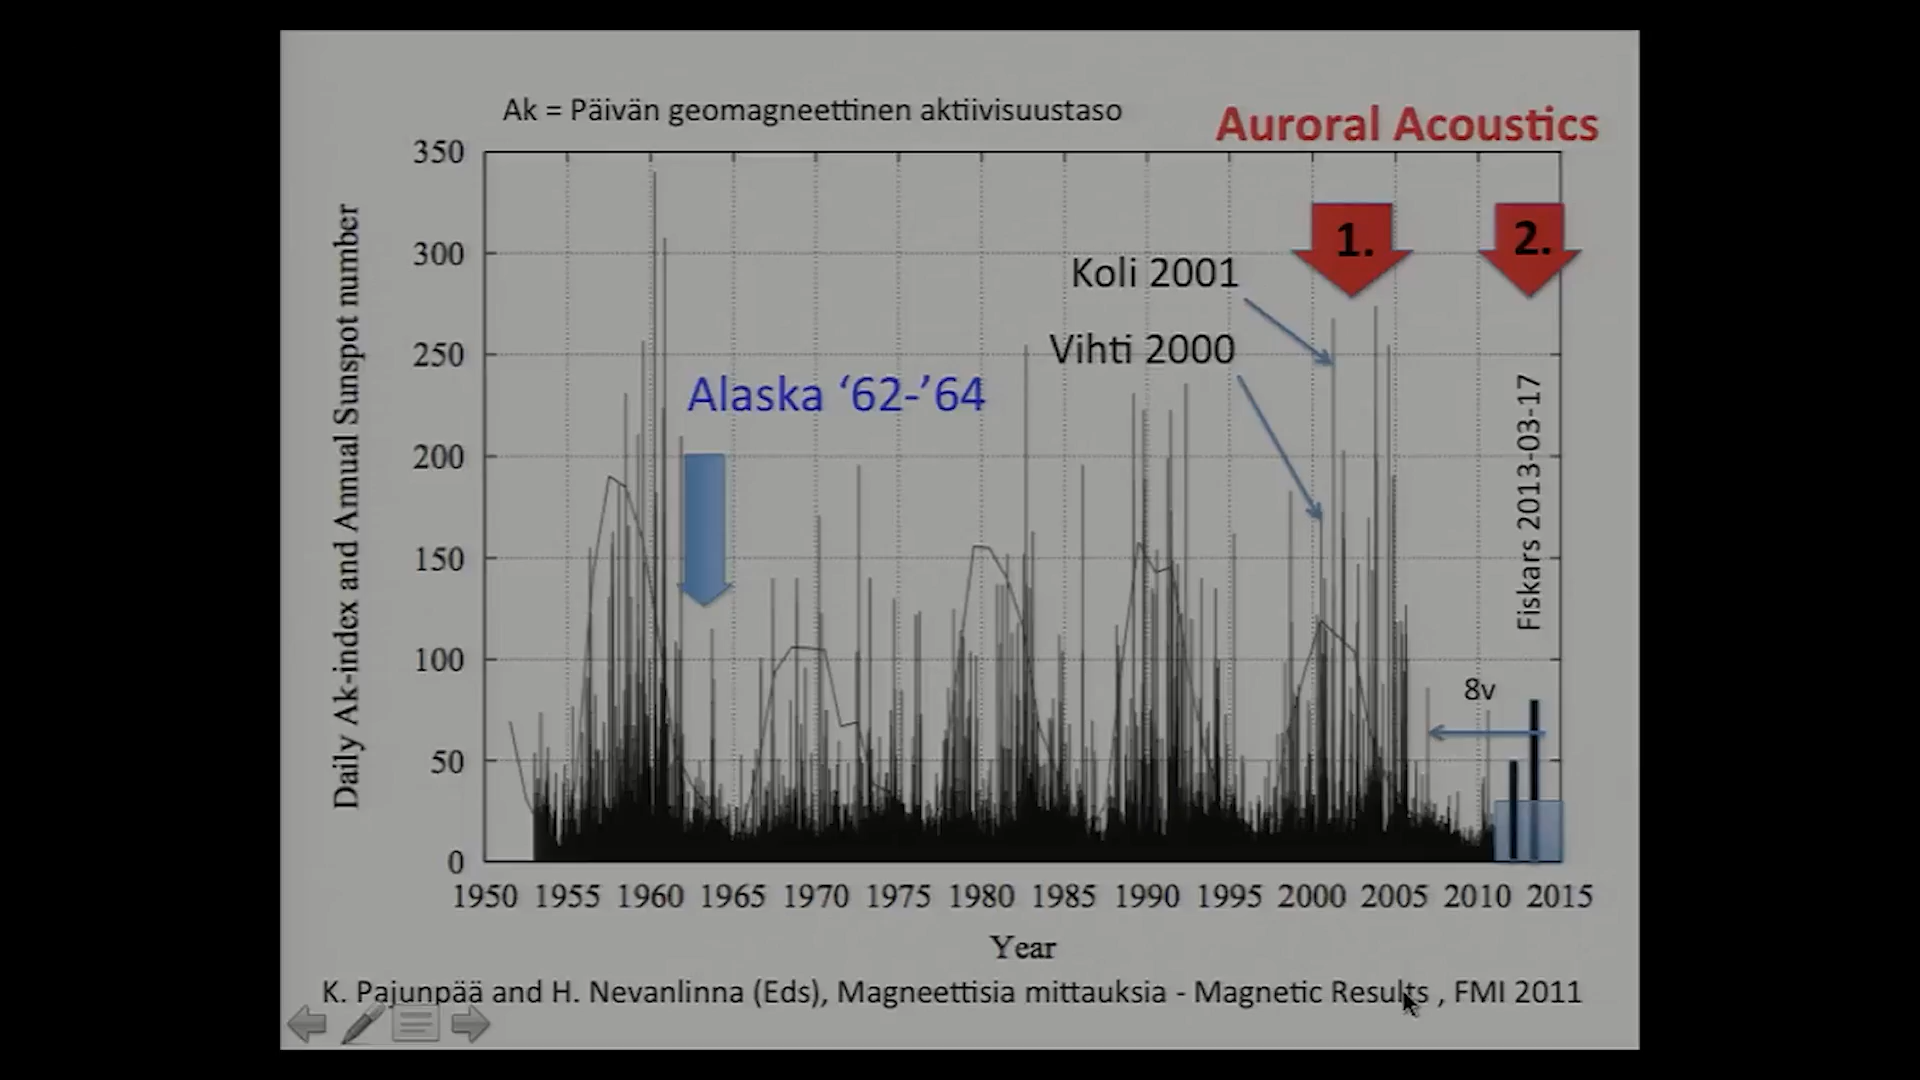 Ak = Päivän geomagneettinen aktiivisuustaso
Auroral Acoustics
350
300
250
200
150
100
50
0
Daily Ak-index and Annual Sunspot number
1.
2.
Koli 2001
Vihti 2000
Alaska ‘62-’64
Fiskars 2013-03-17
8v
1950 1955 1960 1965 1970 1975 1980 1985 1990 1995 2000 2005 2010 2015
Year
K. Pajunpää and H. Nevanlinna (Eds), Magneettisia mittauksia - Magnetic Results , FMI 2011